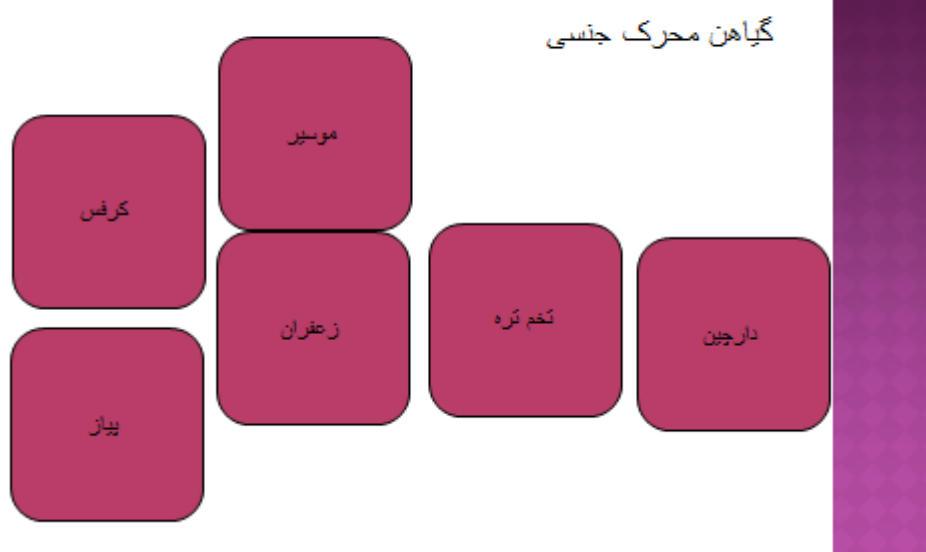 گیاهن محرک جنسی
موسیر
کرفس
تخم تره
دارچین
زعفران
پیاز